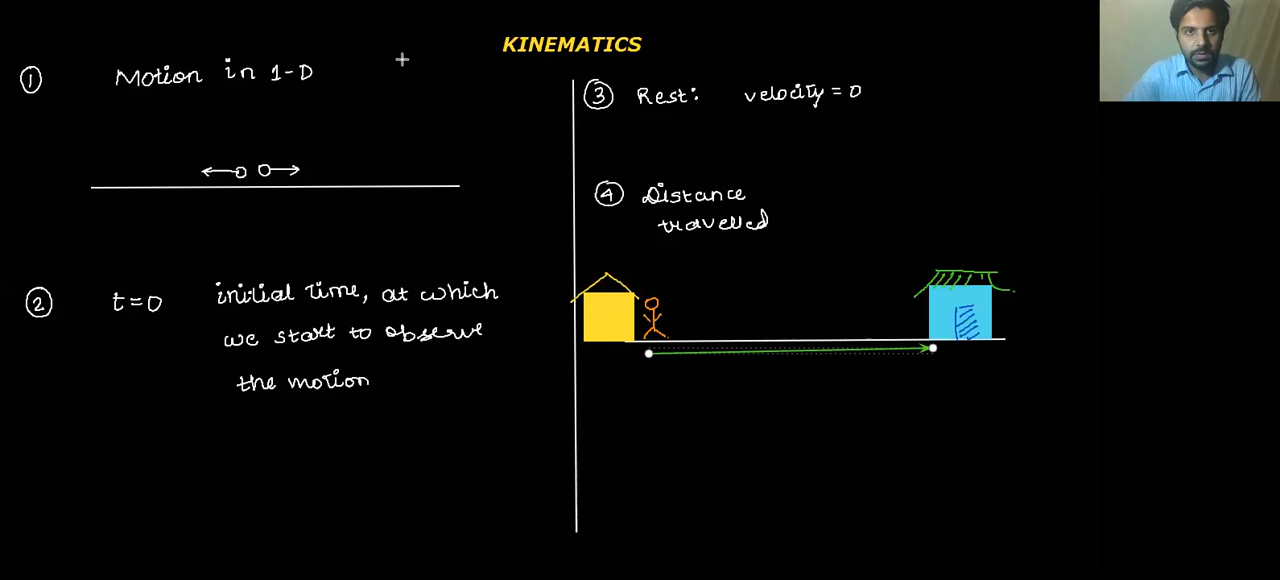 KINEMATICS
① Motion in 1-D
② t=0 initial time, at which
we start to observe
the motion
③ Rest: velocity = 0
④ Distance
travelled